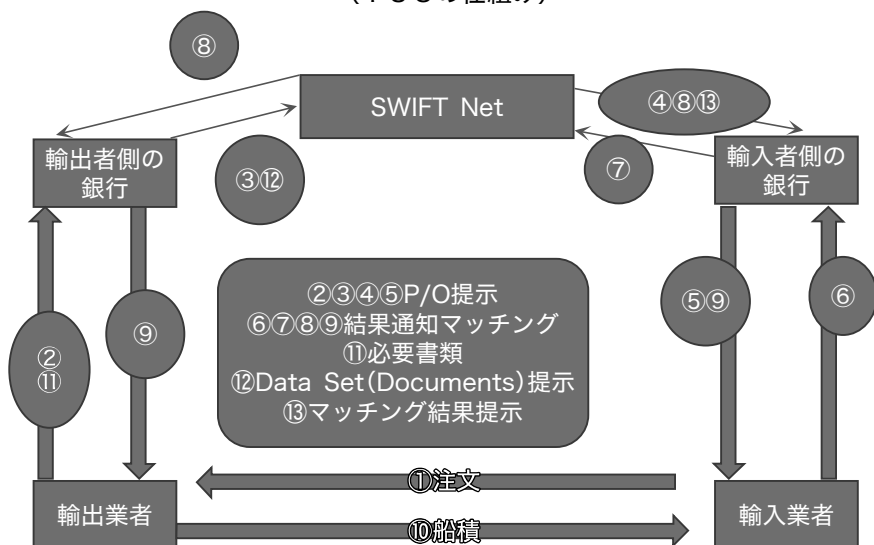 (TSUの仕組み)
⑧
SWIFT Net
④⑧⑬
輸出者側の
銀行
③⑫
⑦
輸入者側の
銀行
②③④⑤P/O提示
⑥⑦⑧⑨結果通知マッチング
⑪必要書類
⑫Data Set(Documents)提示
⑬マッチング結果提示
②
⑪
⑨
⑤⑨
⑥
①注文
輸出業者
⑩船積
輸入業者